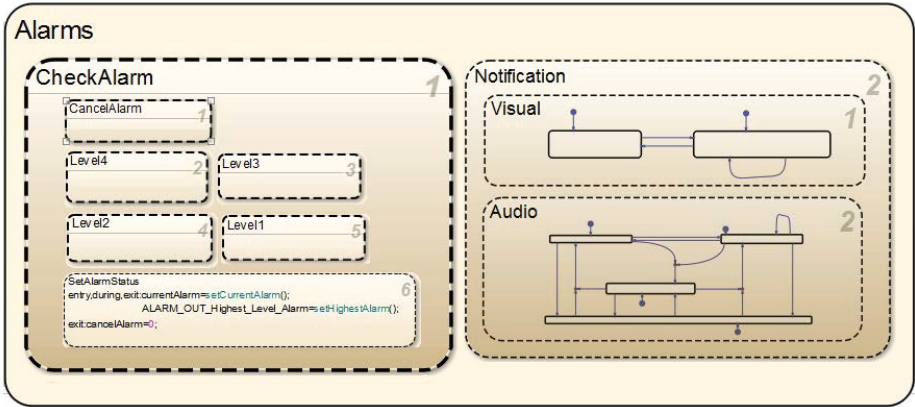 Alarms
CheckAlarm
1
CancelAlarm
1
Level4
2
Level3
3
Level2
4
Level1
5
SetAlarmStatus
6
entry,during,exit:currentAlarm=setCurrentAlarm();
ALARM_OUT_Highest_Level_Alarm=setHighestAlarm();
exit:cancelAlarm=0;
Notification
2
Visual
1
Audio
2